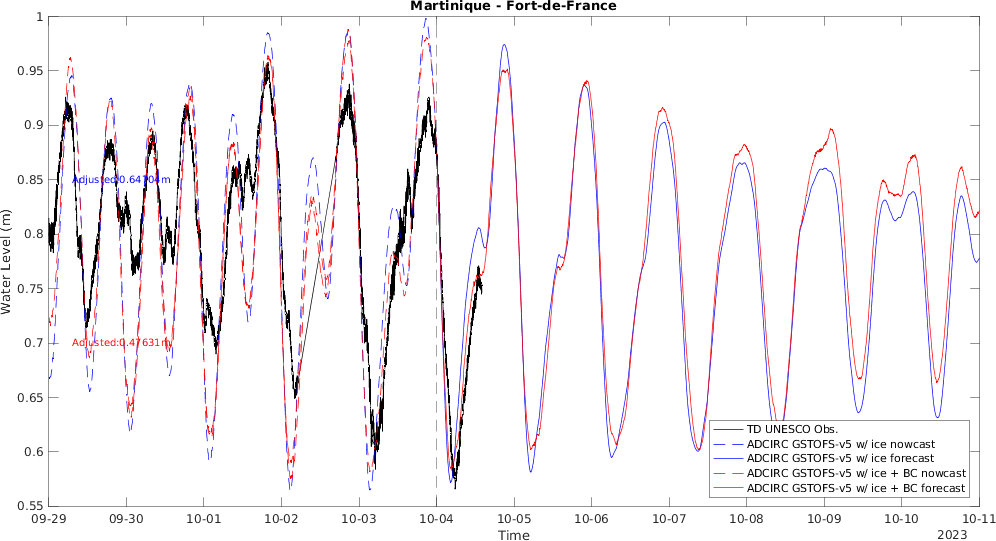 Martinique - Fort-de-France
Water Level (m)
1
0.95
0.9
0.85
0.8
0.75
0.7
0.65
0.6
0.55
Adjusted:0.64704m
Adjusted:0.47631m
TD UNESCO Obs.
ADCIRC GSTOFS-v5 w/ ice nowcast
ADCIRC GSTOFS-v5 w/ ice forecast
ADCIRC GSTOFS-v5 w/ ice + BC nowcast
ADCIRC GSTOFS-v5 w/ ice + BC forecast
09-29 09-30 10-01 10-02 10-03 10-04 10-05 10-06 10-07 10-08 10-09 10-10 10-11
Time
2023